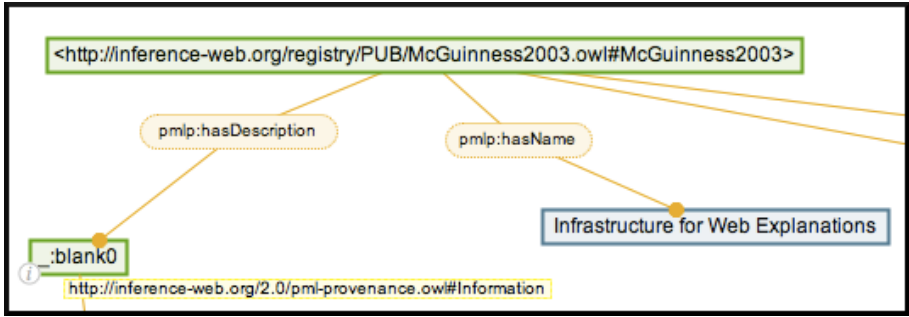 <http://inference-web.org/registry/PUB/McGuinness2003.owl#McGuinness2003>
pmlp:hasDescription
pmlp:hasName
Infrastructure for Web Explanations
_:blank0
i
http://inference-web.org/2.0/pml-provenance.owl#Information